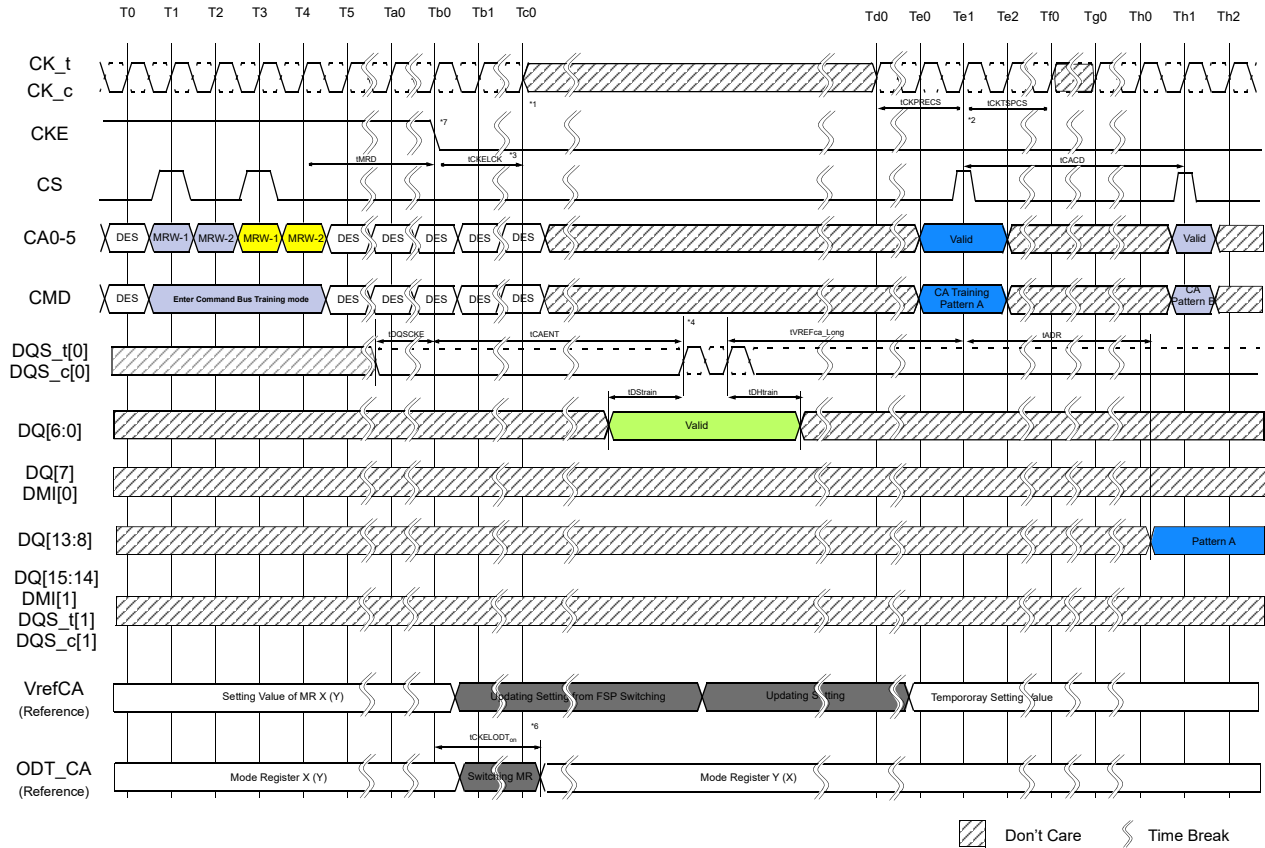 T0 T1 T2 T3 T4 T5 Ta0 Tb0 Tb1 Tc0 Td0 Te0 Te1 Te2 Tf0 Tg0 Th0 Th1 Th2
CK_t
CK_c
*1
tCKPRECS
tCKTSPCS
*2
CKE
*7
tMRD
tCKELCK
*3
tCACD
CS
CA0-5
DES MRW-1 MRW-2 MRW-1 MRW-2 DES DES DES DES DES Valid Valid
CMD
DES Enter Command Bus Training mode DES DES DES DES DES
CA Training
Pattern A
CA
Pattern B
tDQSCKE tCAENT *4 tVREFca_Long tADR
DQS_t[0]
DQS_c[0]
tDStrain tDHtrain
DQ[6:0]
Valid
DQ[7]
DMI[0]
DQ[13:8]
Pattern A
DQ[15:14]
DMI[1]
DQS_t[1]
DQS_c[1]
VrefCA
(Reference)
Setting Value of MR X (Y) Updating Setting from FSP Switching Updating Setting Tempororay Setting Value
*6
tCKELODTon
ODT_CA
(Reference)
Mode Register X (Y) Switching MR Mode Register Y (X)
Don't Care Time Break